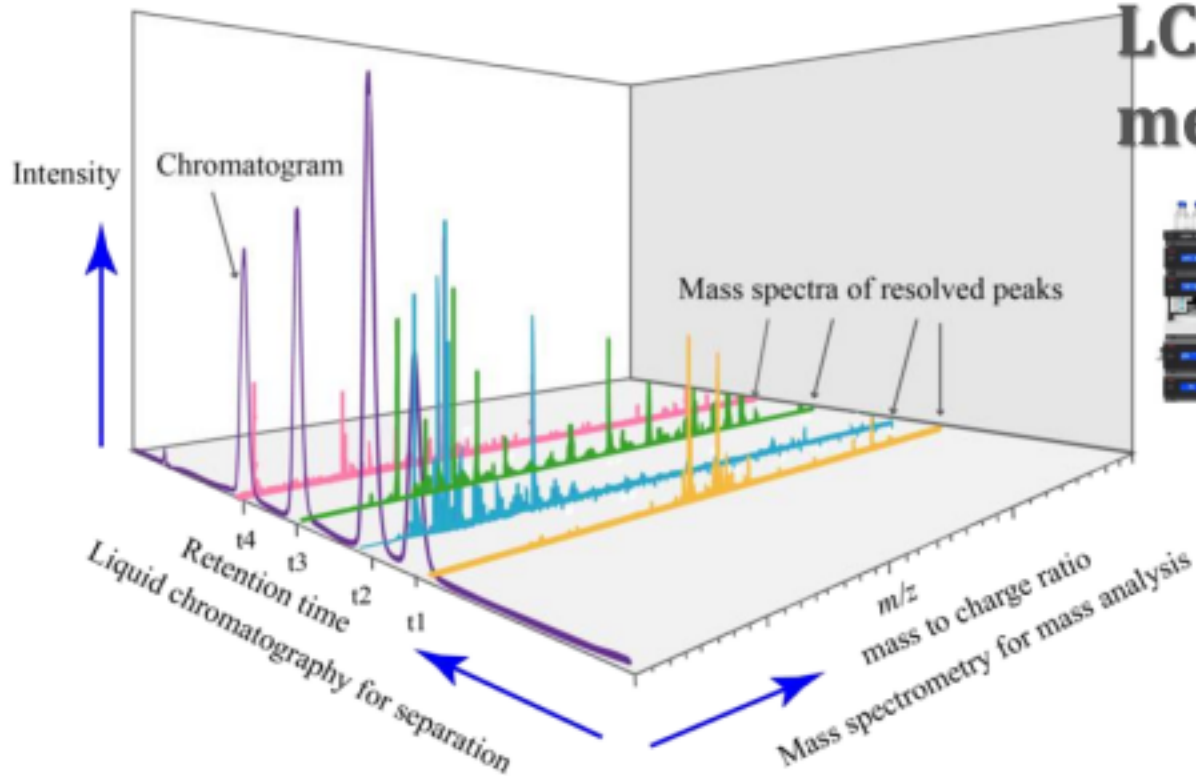 LC
me
Intensity
Chromatogram
Mass spectra of resolved peaks
t4
t3
t2
t1
Retention time
Liquid chromatography for separation
m/z
mass to charge ratio
Mass spectrometry for mass analysis